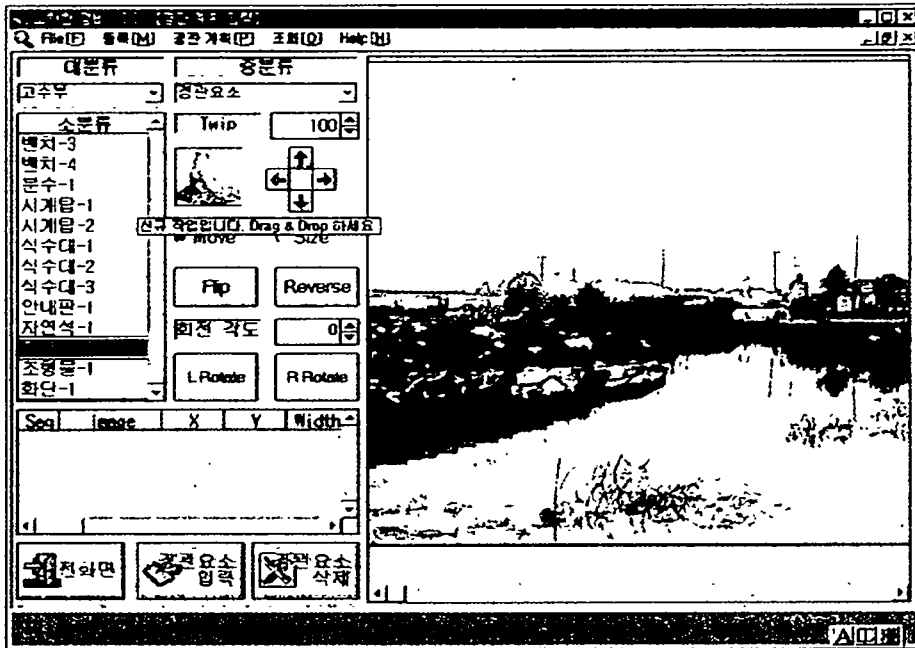 File(F) 등록(M) 경관계획(P) 조회(Q) Help(H)
대분류 중분류
고수부 경관요소
소분류 Twip 100
벤치-3
벤치-4
분수-1
시계탑-1
시계탑-2
신규 작업입니다. Drag & Drop 하세요
식수대-1 Move Size
식수대-2
식수대-3 Flip Reverse
안내판-1
자연석-1 회전 각도 0
조형물-1 L Rotate R Rotate
화단-1
Seq Image X Y Width
전화면 경관요소 입력 경관요소 삭제